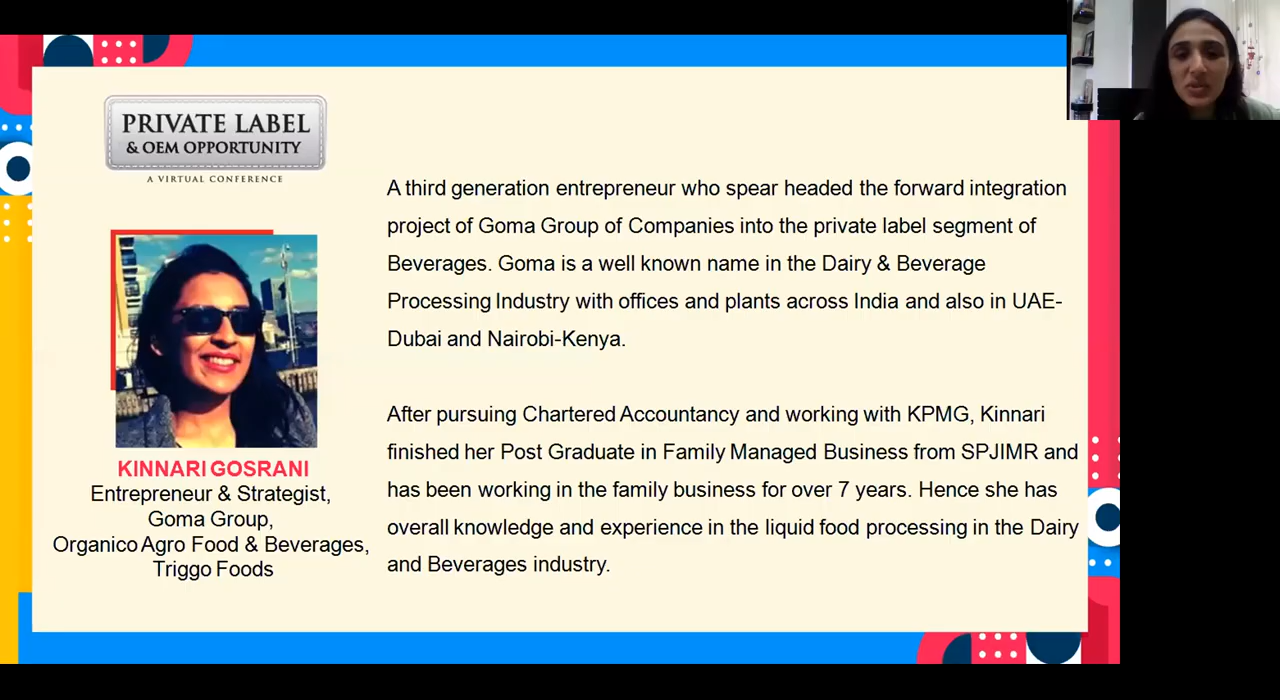 PRIVATE LABEL
& OEM OPPORTUNITY
A VIRTUAL CONFERENCE
KINNARI GOSRANI
Entrepreneur & Strategist,
Goma Group,
Organico Agro Food & Beverages,
Triggo Foods
A third generation entrepreneur who spear headed the forward integration
project of Goma Group of Companies into the private label segment of
Beverages. Goma is a well known name in the Dairy & Beverage
Processing Industry with offices and plants across India and also in UAE-
Dubai and Nairobi-Kenya.
After pursuing Chartered Accountancy and working with KPMG, Kinnari
finished her Post Graduate in Family Managed Business from SPJIMR and
has been working in the family business for over 7 years. Hence she has
overall knowledge and experience in the liquid food processing in the Dairy
and Beverages industry.